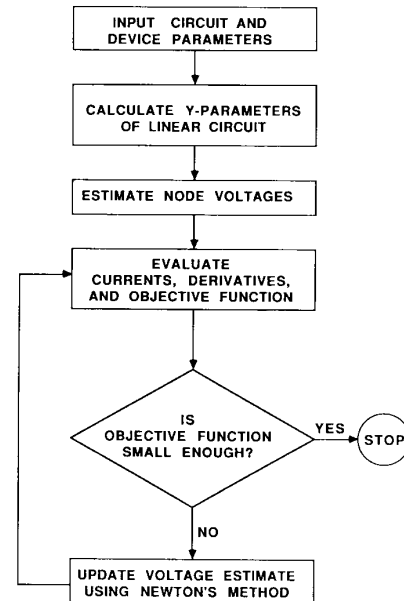 INPUT CIRCUIT AND
DEVICE PARAMETERS
CALCULATE Y-PARAMETERS
OF LINEAR CIRCUIT
ESTIMATE NODE VOLTAGES
EVALUATE
CURRENTS, DERIVATIVES,
AND OBJECTIVE FUNCTION
IS
OBJECTIVE FUNCTION
SMALL ENOUGH?
YES
STOP
NO
UPDATE VOLTAGE ESTIMATE
USING NEWTON'S METHOD